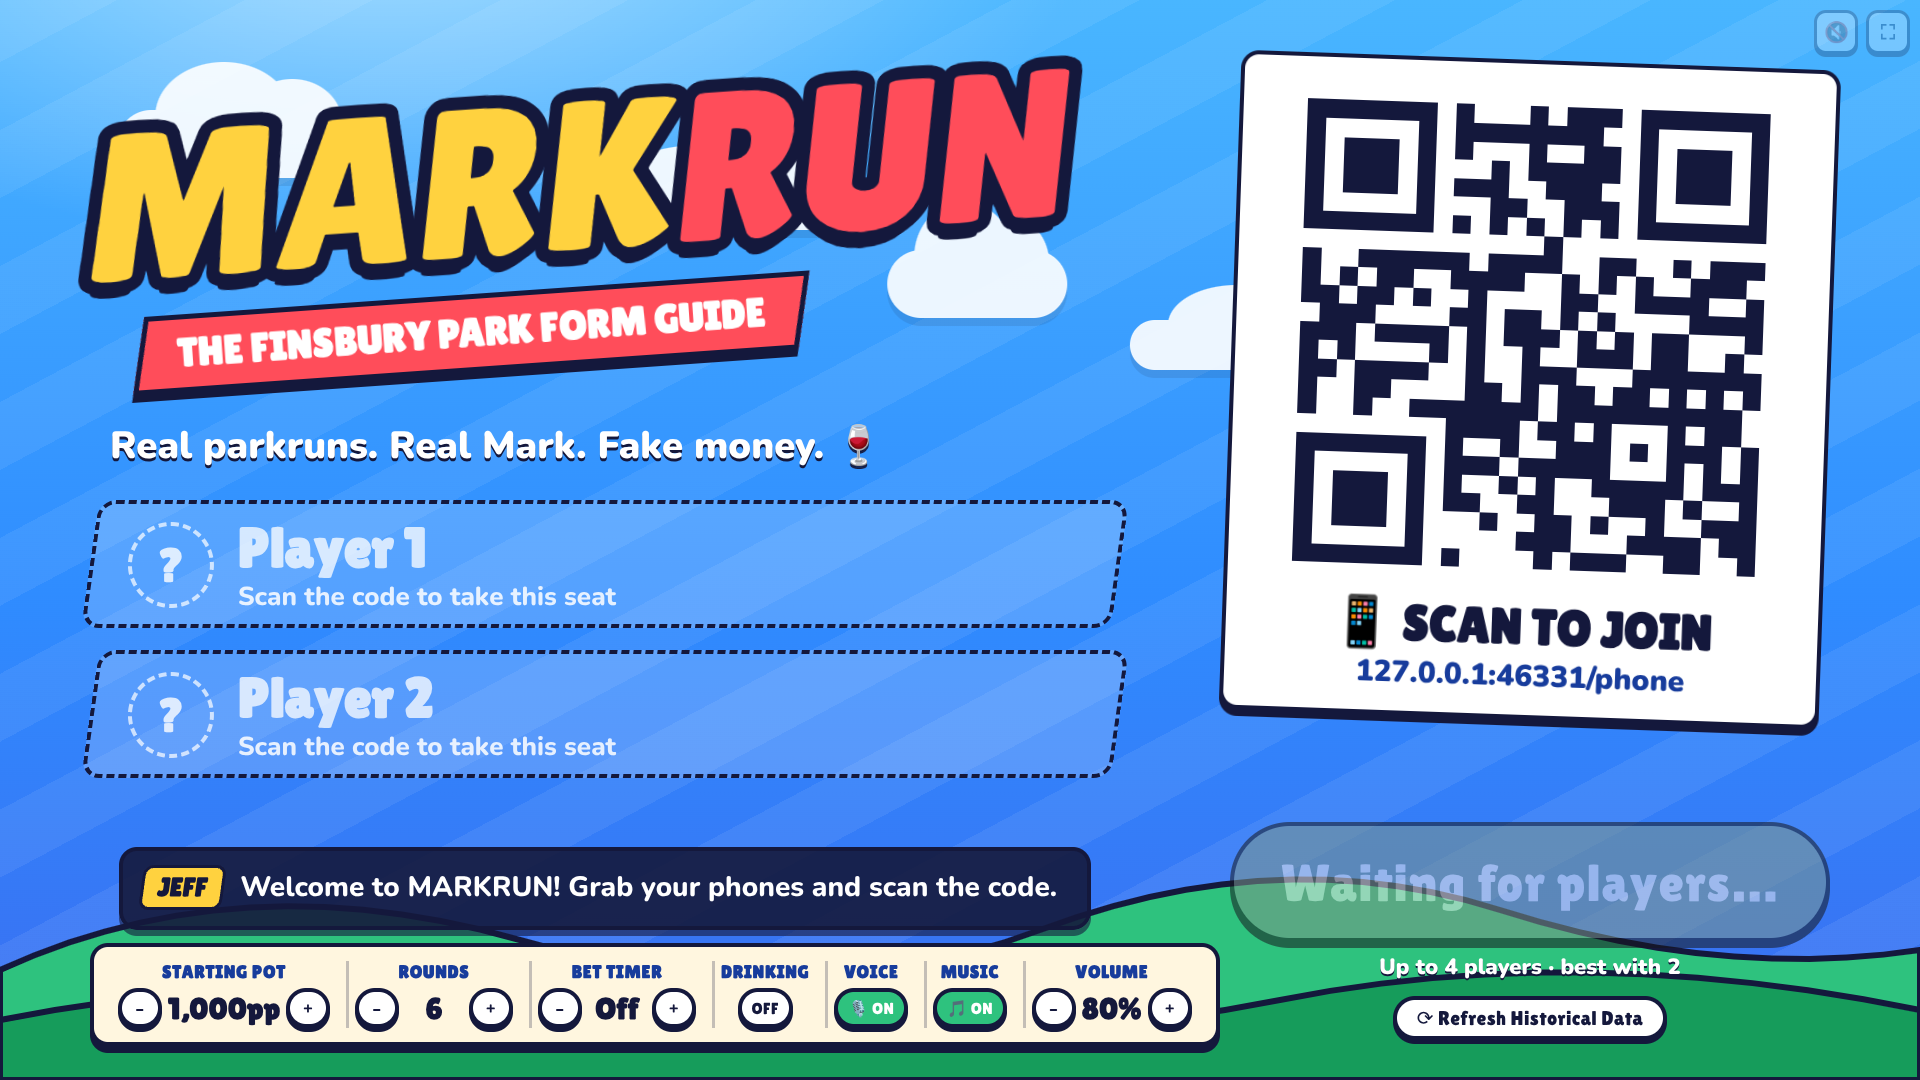 MARKRUN
THE FINSBURY PARK FORM GUIDE
Real parkruns. Real Mark. Fake money.
?
Player 1
Scan the code to take this seat
?
Player 2
Scan the code to take this seat
SCAN TO JOIN
127.0.0.1:46331/phone
JEFF Welcome to MARKRUN! Grab your phones and scan the code.
Waiting for players...
Up to 4 players · best with 2
Refresh Historical Data
STARTING POT
- 1,000pp +
ROUNDS
- 6 +
BET TIMER
- Off +
DRINKING
OFF
VOICE
ON
MUSIC
ON
VOLUME
- 80% +